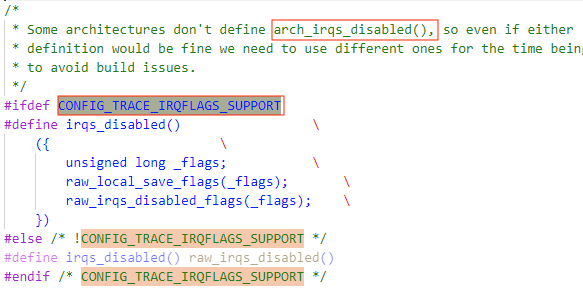 /*
 * Some architectures don't define arch_irqs_disabled(), so even if either
 * definition would be fine we need to use different ones for the time being
 * to avoid build issues.
 */
#ifdef CONFIG_TRACE_IRQFLAGS_SUPPORT
#define irqs_disabled() \
({ \
unsigned long _flags; \
raw_local_save_flags(_flags); \
raw_irqs_disabled_flags(_flags); \
})
#else /* !CONFIG_TRACE_IRQFLAGS_SUPPORT */
#define irqs_disabled() raw_irqs_disabled()
#endif /* CONFIG_TRACE_IRQFLAGS_SUPPORT */